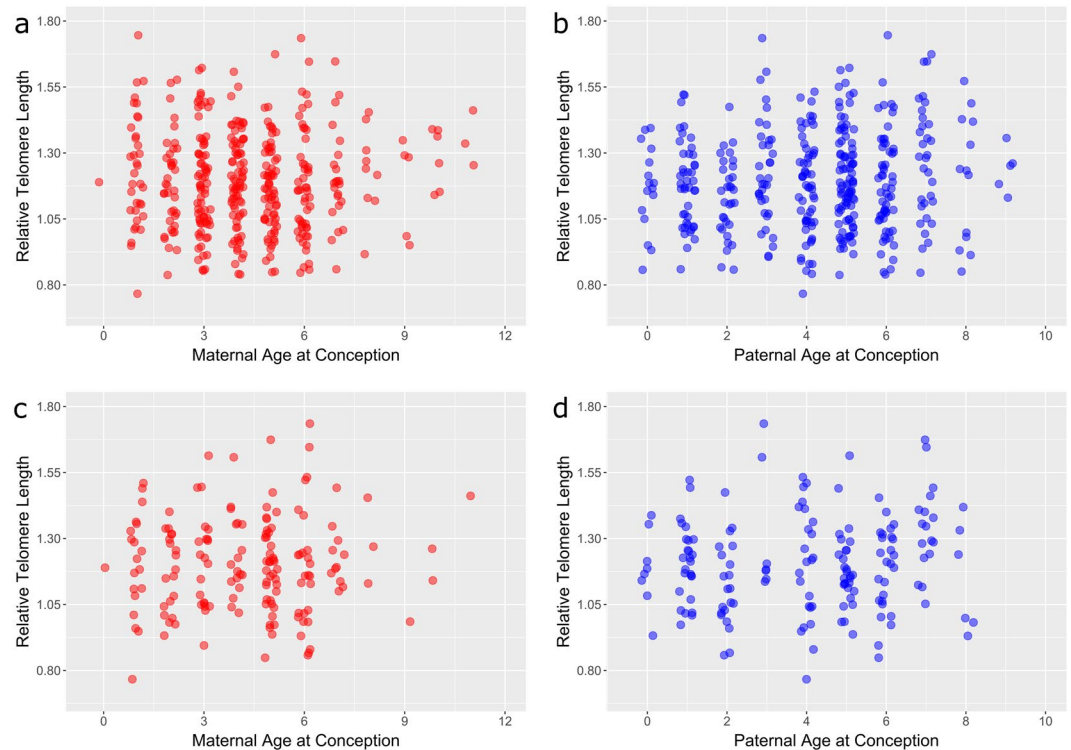 a
1.80
1.55
1.30
1.05
0.80
Relative Telomere Length
0 3 6 9 12
Maternal Age at Conception
b
1.80
1.55
1.30
1.05
0.80
Relative Telomere Length
0 2 4 6 8 10
Paternal Age at Conception
c
1.80
1.55
1.30
1.05
0.80
Relative Telomere Length
0 3 6 9 12
Maternal Age at Conception
d
1.80
1.55
1.30
1.05
0.80
Relative Telomere Length
0 2 4 6 8 10
Paternal Age at Conception